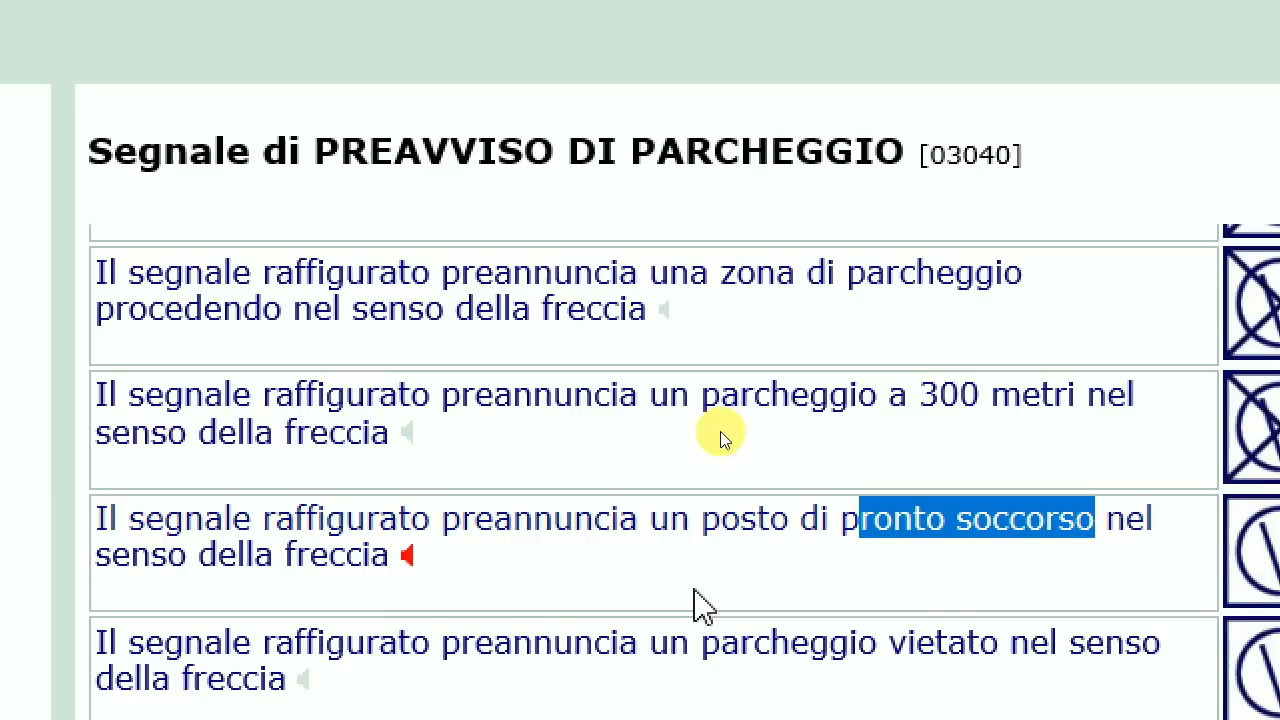 Segnale di PREAVVISO DI PARCHEGGIO [03040]
Il segnale raffigurato preannuncia una zona di parcheggio
procedendo nel senso della freccia
Il segnale raffigurato preannuncia un parcheggio a 300 metri nel
senso della freccia
Il segnale raffigurato preannuncia un posto di pronto soccorso nel
senso della freccia
Il segnale raffigurato preannuncia un parcheggio vietato nel senso
della freccia